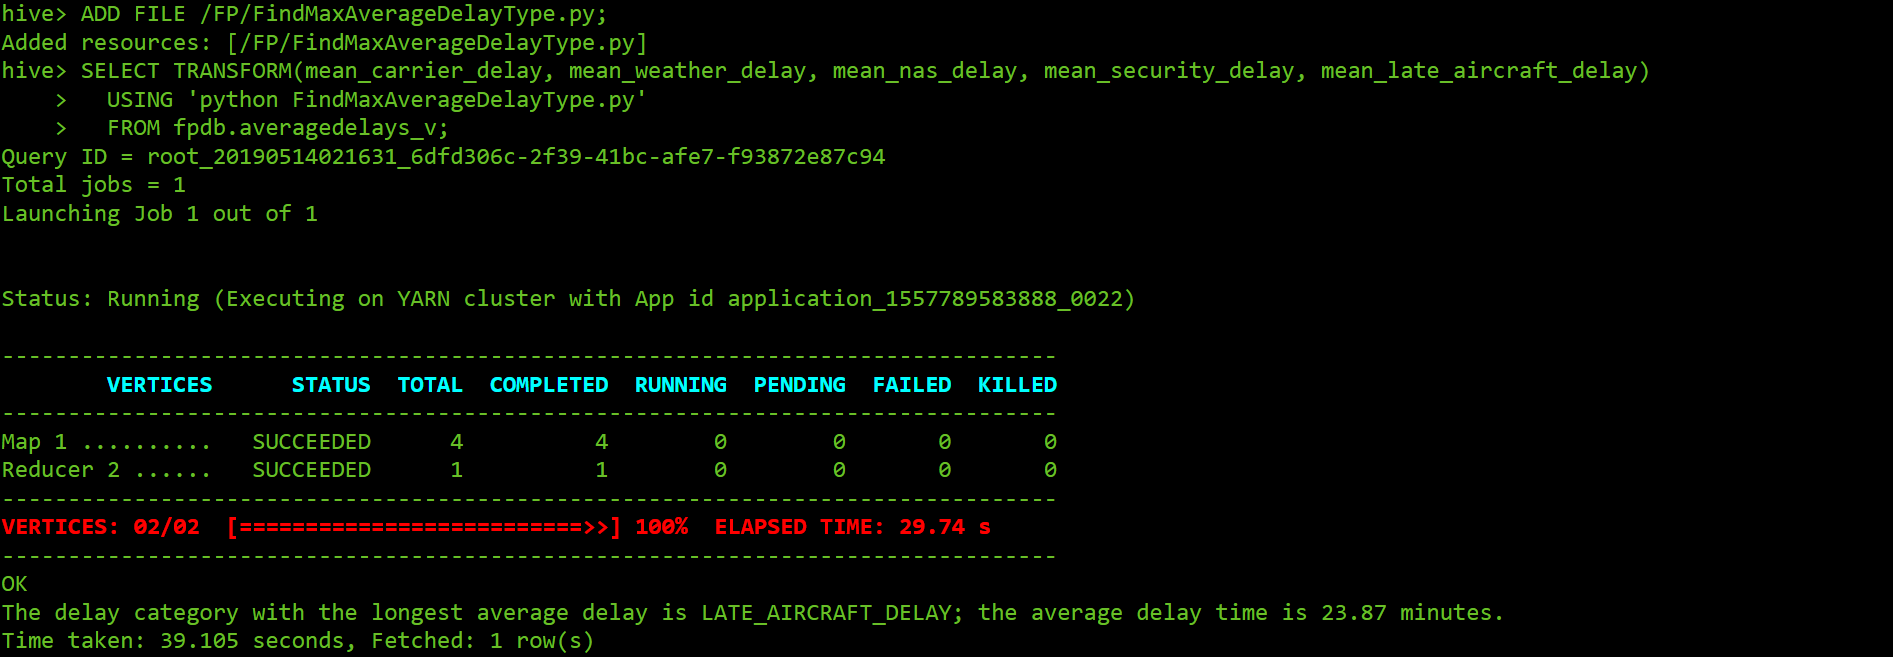 hive> ADD FILE /FP/FindMaxAverageDelayType.py;
Added resources: [/FP/FindMaxAverageDelayType.py]
hive> SELECT TRANSFORM(mean_carrier_delay, mean_weather_delay, mean_nas_delay, mean_security_delay, mean_late_aircraft_delay)
    >   USING 'python FindMaxAverageDelayType.py'
    >   FROM fpdb.averagedelays_v;
Query ID = root_20190514021631_6dfd306c-2f39-41bc-afe7-f93872e87c94
Total jobs = 1
Launching Job 1 out of 1
Status: Running (Executing on YARN cluster with App id application_1557789583888_0022)
--------------------------------------------------------------------------------
        VERTICES      STATUS  TOTAL  COMPLETED  RUNNING  PENDING  FAILED  KILLED
--------------------------------------------------------------------------------
Map 1 ..........   SUCCEEDED      4          4        0        0       0       0
Reducer 2 ......   SUCCEEDED      1          1        0        0       0       0
--------------------------------------------------------------------------------
VERTICES: 02/02  [==========================>>] 100%  ELAPSED TIME: 29.74 s
--------------------------------------------------------------------------------
OK
The delay category with the longest average delay is LATE_AIRCRAFT_DELAY; the average delay time is 23.87 minutes.
Time taken: 39.105 seconds, Fetched: 1 row(s)